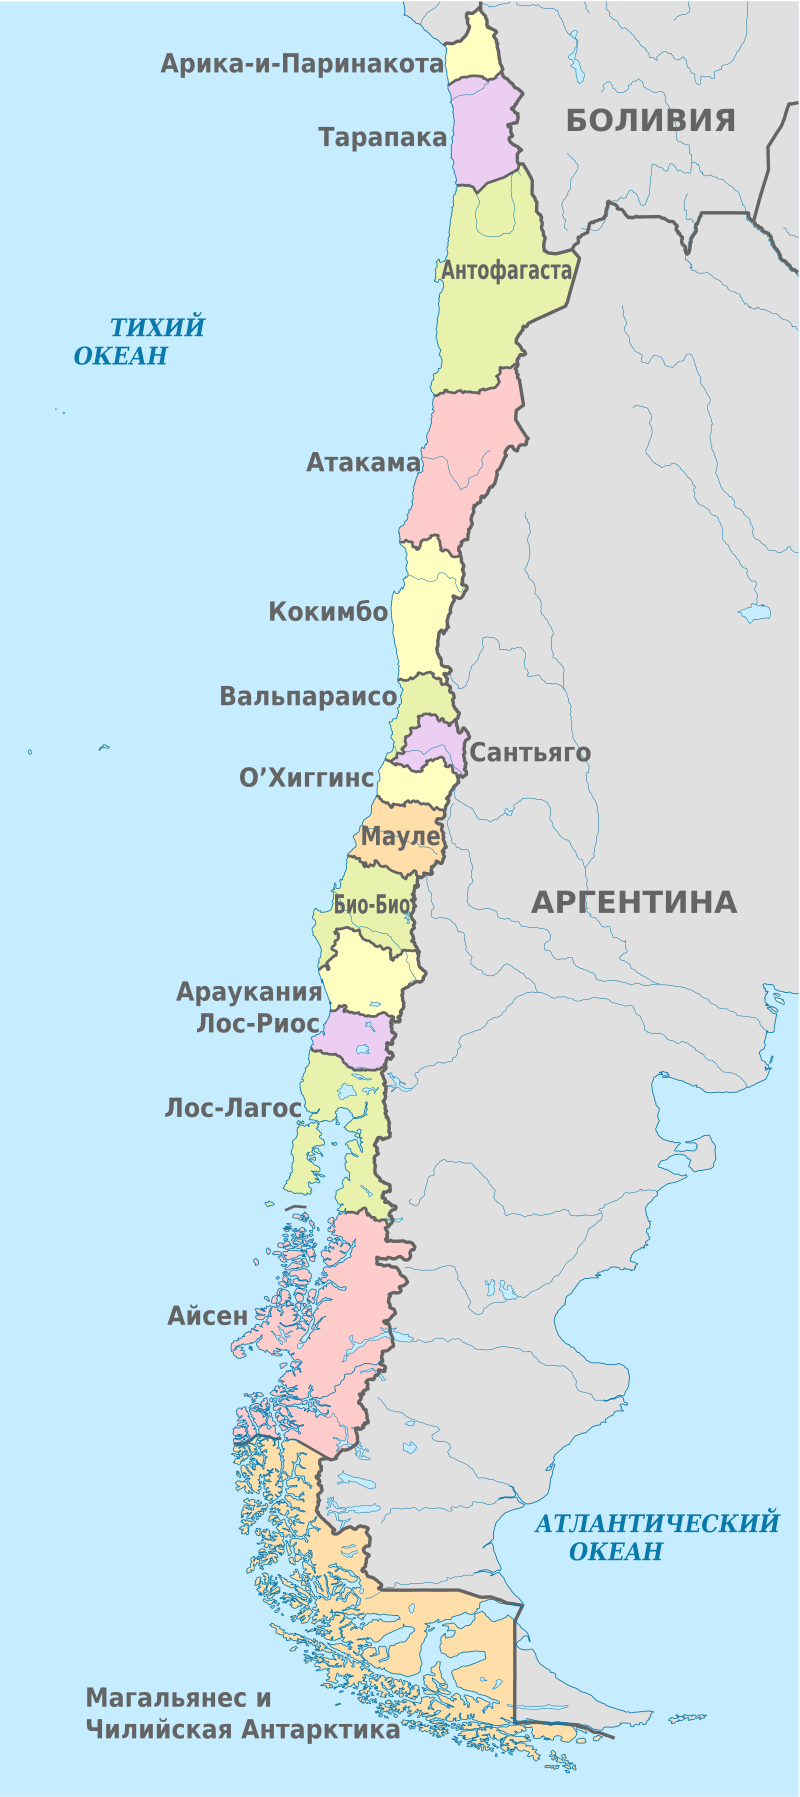 Арика-и-Паринакота
БОЛИВИЯ
Тарапака
Антофагаста
ТИХИЙ
ОКЕАН
Атакама
Кокимбо
Вальпараисо
Сантьяго
О’Хиггинс
Мауле
Био-Био
АРГЕНТИНА
Араукания
Лос-Риос
Лос-Лагос
Айсен
АТЛАНТИЧЕСКИЙ
ОКЕАН
Магальянес и
Чилийская Антарктика